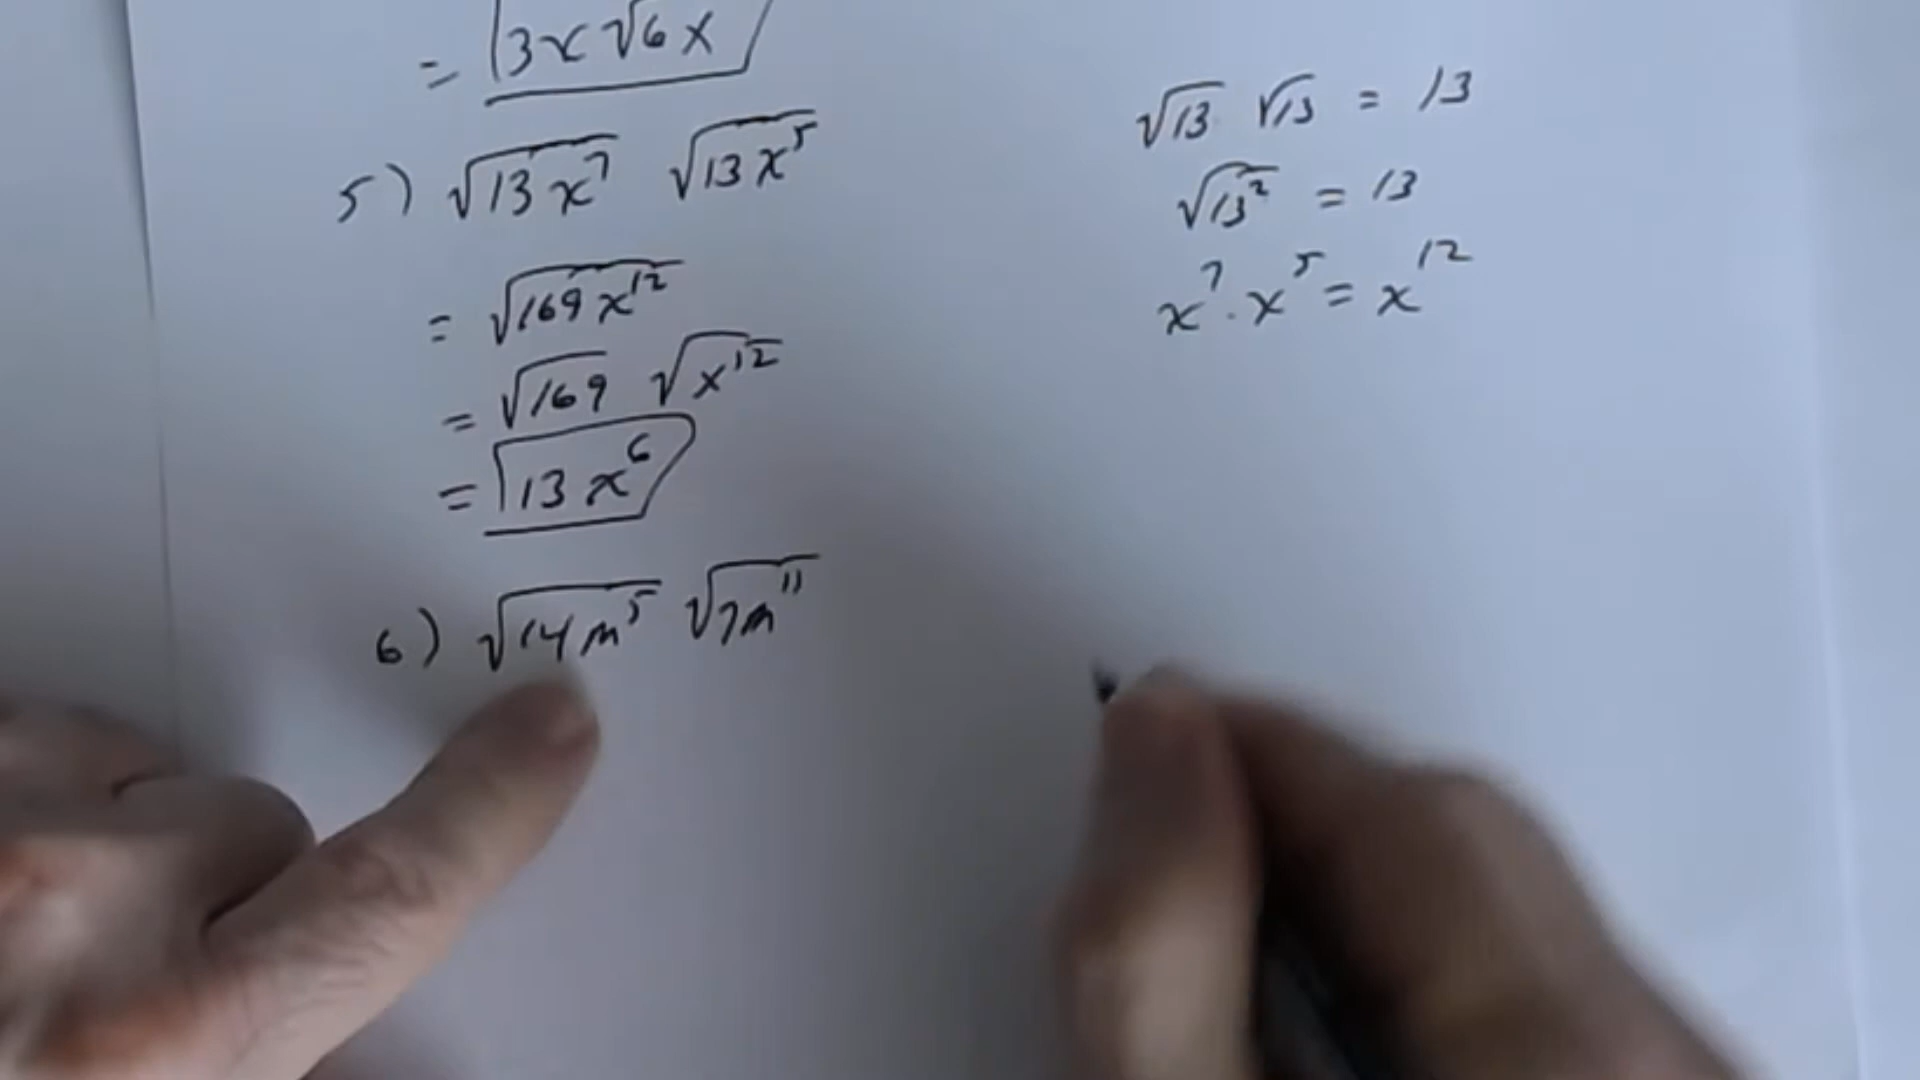 = 3x√6x
5) √13x⁷ √13x⁵
= √169x¹²
= √169 √x¹²
= 13x⁶
6) √14m⁵ √7m¹¹
√13 √13 = 13
√13² = 13
x⁷ · x⁵ = x¹²